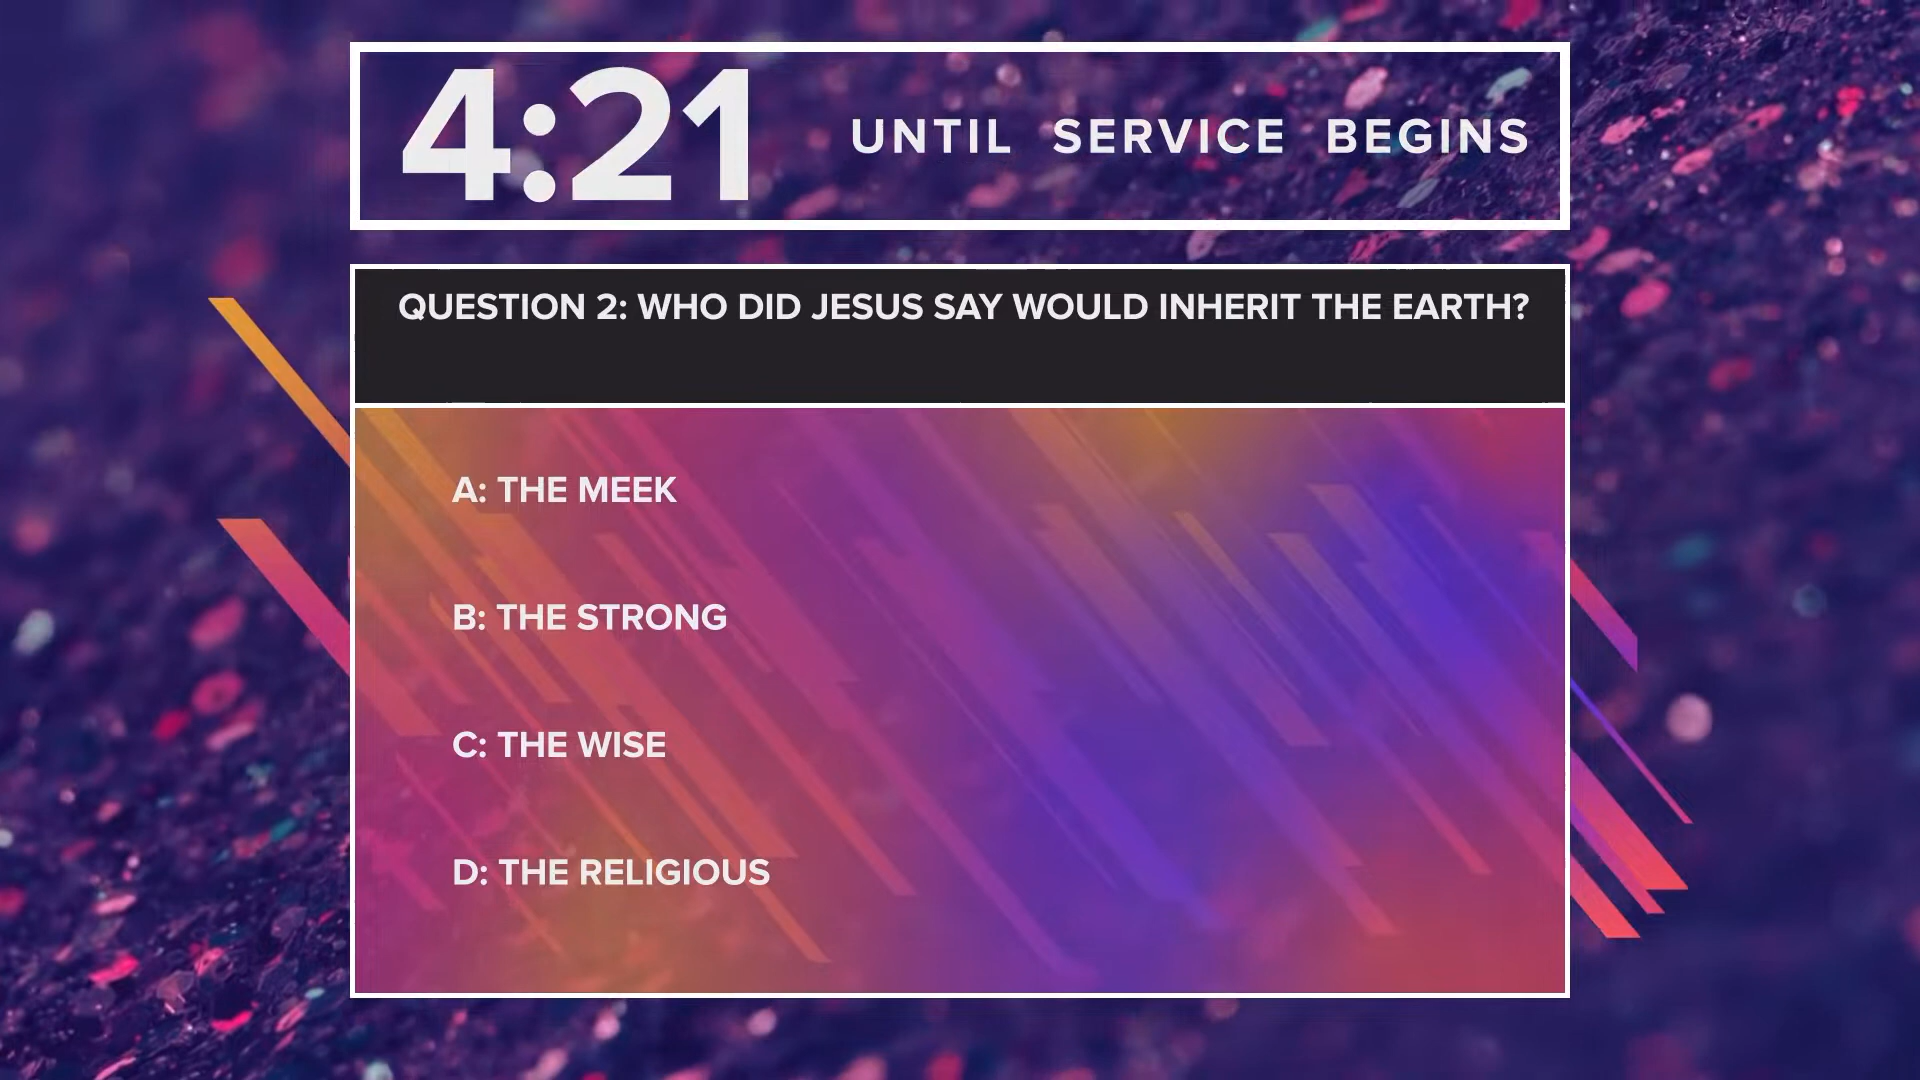 4:21 UNTIL SERVICE BEGINS
QUESTION 2: WHO DID JESUS SAY WOULD INHERIT THE EARTH?
A: THE MEEK
B: THE STRONG
C: THE WISE
D: THE RELIGIOUS